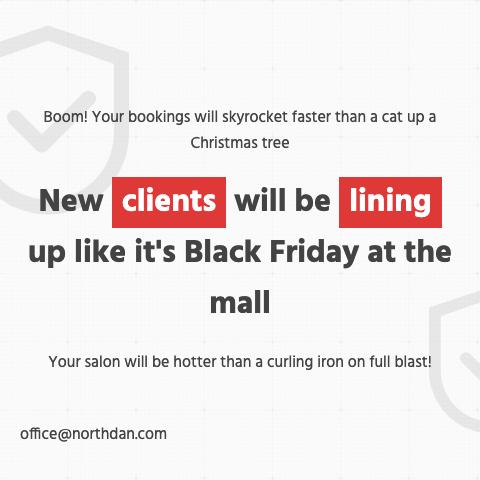 Boom! Your bookings will skyrocket faster than a cat up a
Christmas tree
New clients will be lining
up like it's Black Friday at the
mall
Your salon will be hotter than a curling iron on full blast!
office@northdan.com